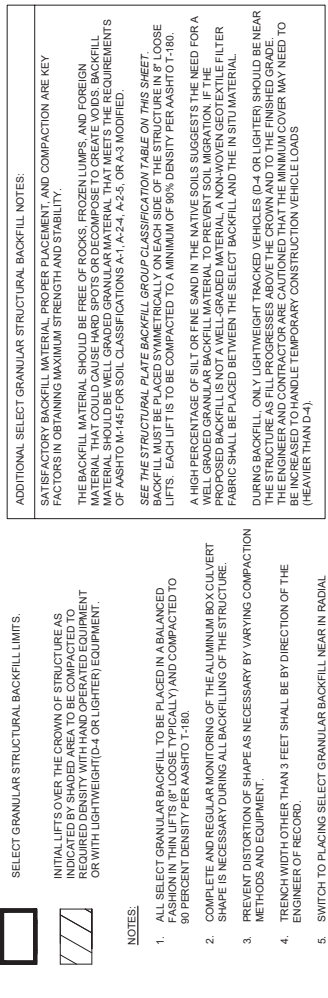 SELECT GRANULAR STRUCTURAL BACKFILL LIMITS.
INITIAL LIFTS OVER THE CROWN OF STRUCTURE AS
INDICATED BY SHADED AREA TO BE COMPACTED TO
REQUIRED DENSITY WITH HAND OPERATED EQUIPMENT
OR WITH LIGHTWEIGHT(D-4 OR LIGHTER) EQUIPMENT.
NOTES:
1. ALL SELECT GRANULAR BACKFILL TO BE PLACED IN A BALANCED
FASHION IN THIN LIFTS (8" LOOSE TYPICALLY) AND COMPACTED TO
90 PERCENT DENSITY PER AASHTO T-180.
2. COMPLETE AND REGULAR MONITORING OF THE ALUMINUM BOX CULVERT
SHAPE IS NECESSARY DURING ALL BACKFILLING OF THE STRUCTURE.
3. PREVENT DISTORTION OF SHAPE AS NECESSARY BY VARYING COMPACTION
METHODS AND EQUIPMENT.
4. TRENCH WIDTH OTHER THAN 3 FEET SHALL BE BY DIRECTION OF THE
ENGINEER OF RECORD.
5. SWITCH TO PLACING SELECT GRANULAR BACKFILL NEAR IN RADIAL
ADDITIONAL SELECT GRANULAR STRUCTURAL BACKFILL NOTES:
SATISFACTORY BACKFILL MATERIAL, PROPER PLACEMENT, AND COMPACTION ARE KEY
FACTORS IN OBTAINING MAXIMUM STRENGTH AND STABILITY.
THE BACKFILL MATERIAL SHOULD BE FREE OF ROCKS, FROZEN LUMPS, AND FOREIGN
MATERIAL THAT COULD CAUSE HARD SPOTS OR DECOMPOSE TO CREATE VOIDS. BACKFILL
MATERIAL SHOULD BE WELL GRADED GRANULAR MATERIAL THAT MEETS THE REQUIREMENTS
OF AASHTO M-145 FOR SOIL CLASSIFICATIONS A-1, A-2-4, A-2-5, OR A-3 MODIFIED.
SEE THE STRUCTURAL PLATE BACKFILL GROUP CLASSIFICATION TABLE ON THIS SHEET.
BACKFILL MUST BE PLACED SYMMETRICALLY ON EACH SIDE OF THE STRUCTURE IN 8" LOOSE
LIFTS. EACH LIFT IS TO BE COMPACTED TO A MINIMUM OF 90% DENSITY PER AASHTO T-180.
A HIGH PERCENTAGE OF SILT OR FINE SAND IN THE NATIVE SOILS SUGGESTS THE NEED FOR A
WELL GRADED GRANULAR BACKFILL MATERIAL TO PREVENT SOIL MIGRATION. IF THE
PROPOSED BACKFILL IS NOT A WELL-GRADED MATERIAL, A NON-WOVEN GEOTEXTILE FILTER
FABRIC SHALL BE PLACED BETWEEN THE SELECT BACKFILL AND THE IN SITU MATERIAL.
DURING BACKFILL, ONLY LIGHTWEIGHT TRACKED VEHICLES (D-4 OR LIGHTER) SHOULD BE NEAR
THE STRUCTURE AS FILL PROGRESSES ABOVE THE CROWN AND TO THE FINISHED GRADE.
THE ENGINEER AND CONTRACTOR ARE CAUTIONED THAT THE MINIMUM COVER MAY NEED TO
BE INCREASED TO HANDLE TEMPORARY CONSTRUCTION VEHICLE LOADS
(HEAVIER THAN D-4).